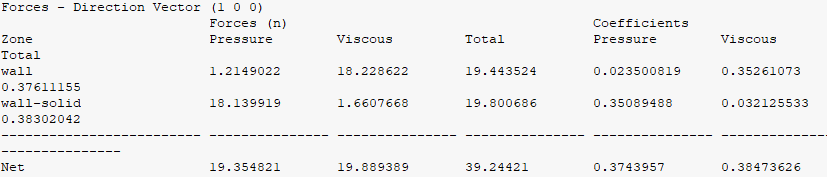 Forces - Direction Vector (1 0 0)
Forces (n) Coefficients
Zone Pressure Viscous Total Pressure Viscous
Total
wall 1.2149022 18.228622 19.443524 0.023500819 0.35261073
0.37611155
wall-solid 18.139919 1.6607668 19.800686 0.35089488 0.032125533
0.38302042
------------------------- --------------- --------------- --------------- --------------- --------------
---------------
Net 19.354821 19.889389 39.24421 0.3743957 0.38473626